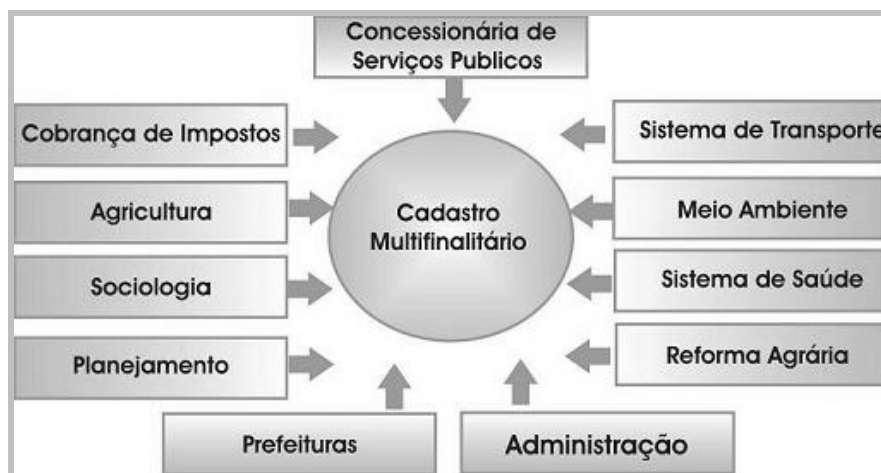 Concessionária de
Serviços Publicos
Cobrança de Impostos
Sistema de Transporte
Agricultura
Meio Ambiente
Cadastro
Multifinalitário
Sociologia
Sistema de Saúde
Planejamento
Reforma Agrária
Prefeituras
Administração